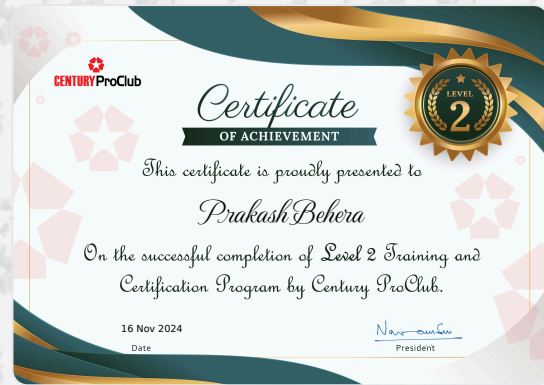 CENTURY ProClub
Certificate
OF ACHIEVEMENT
LEVEL
2
This certificate is proudly presented to
Prakash Behera
On the successful completion of Level 2 Training and
Certification Program by Century ProClub.
16 Nov 2024
Date
President